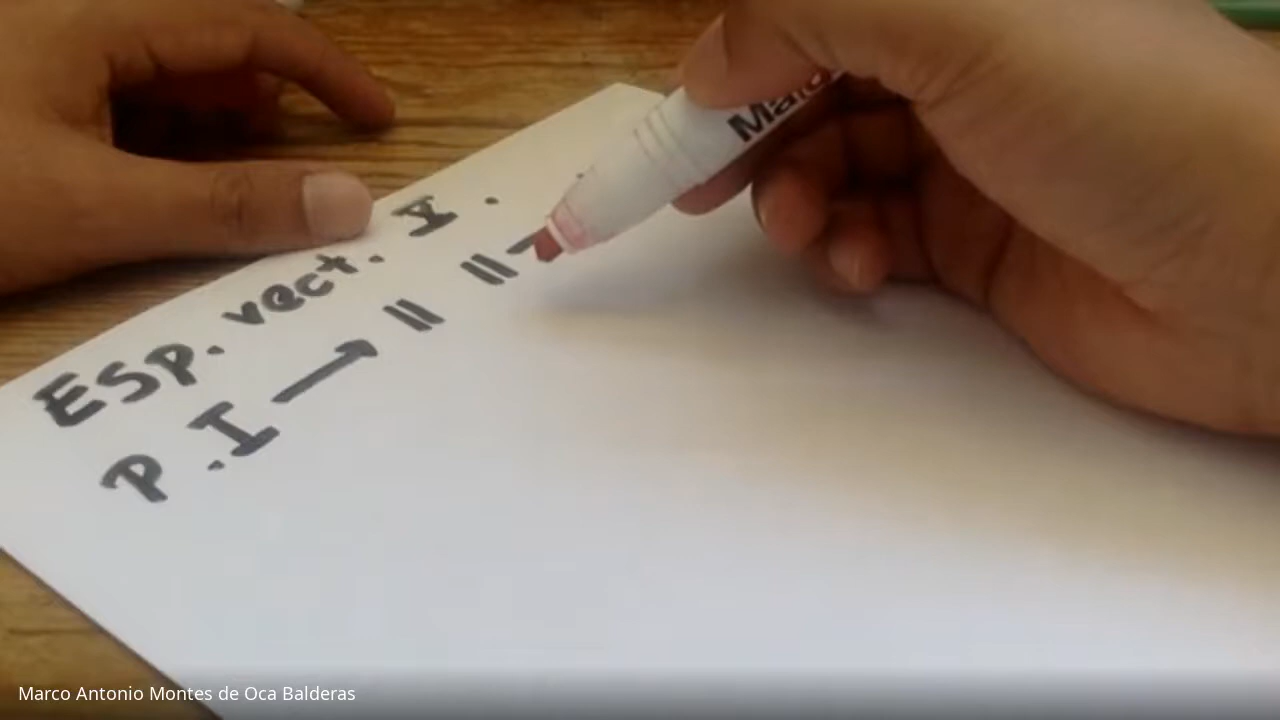 Esp. vect. I.
P.I → || ||
Marco Antonio Montes de Oca Balderas